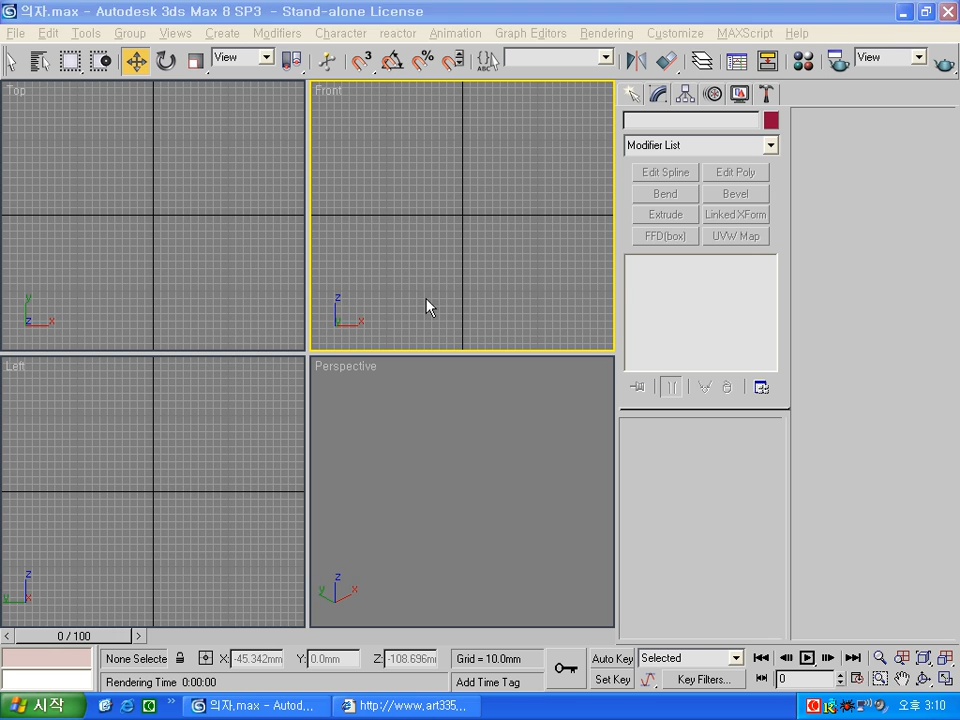 의자.max - Autodesk 3ds Max 8 SP3 - Stand-alone License
File Edit Tools Group Views Create Modifiers Character reactor Animation Graph Editors Rendering Customize MAXScript Help
View
View
Top
Front
Modifier List
Edit Spline Edit Poly
Bend Bevel
Extrude Linked XForm
FFD(box) UVW Map
y
z x
z
y x
Left
Perspective
z
y x
z
y x
0 / 100
None Selecte X: -45.342mm Y: 0.0mm Z: -108.696m Grid = 10.0mm Auto Key Selected
Rendering Time 0:00:00 Add Time Tag Set Key Key Filters... 0
시작 의자.max - Autod... http://www.art335,... 오후 3:10